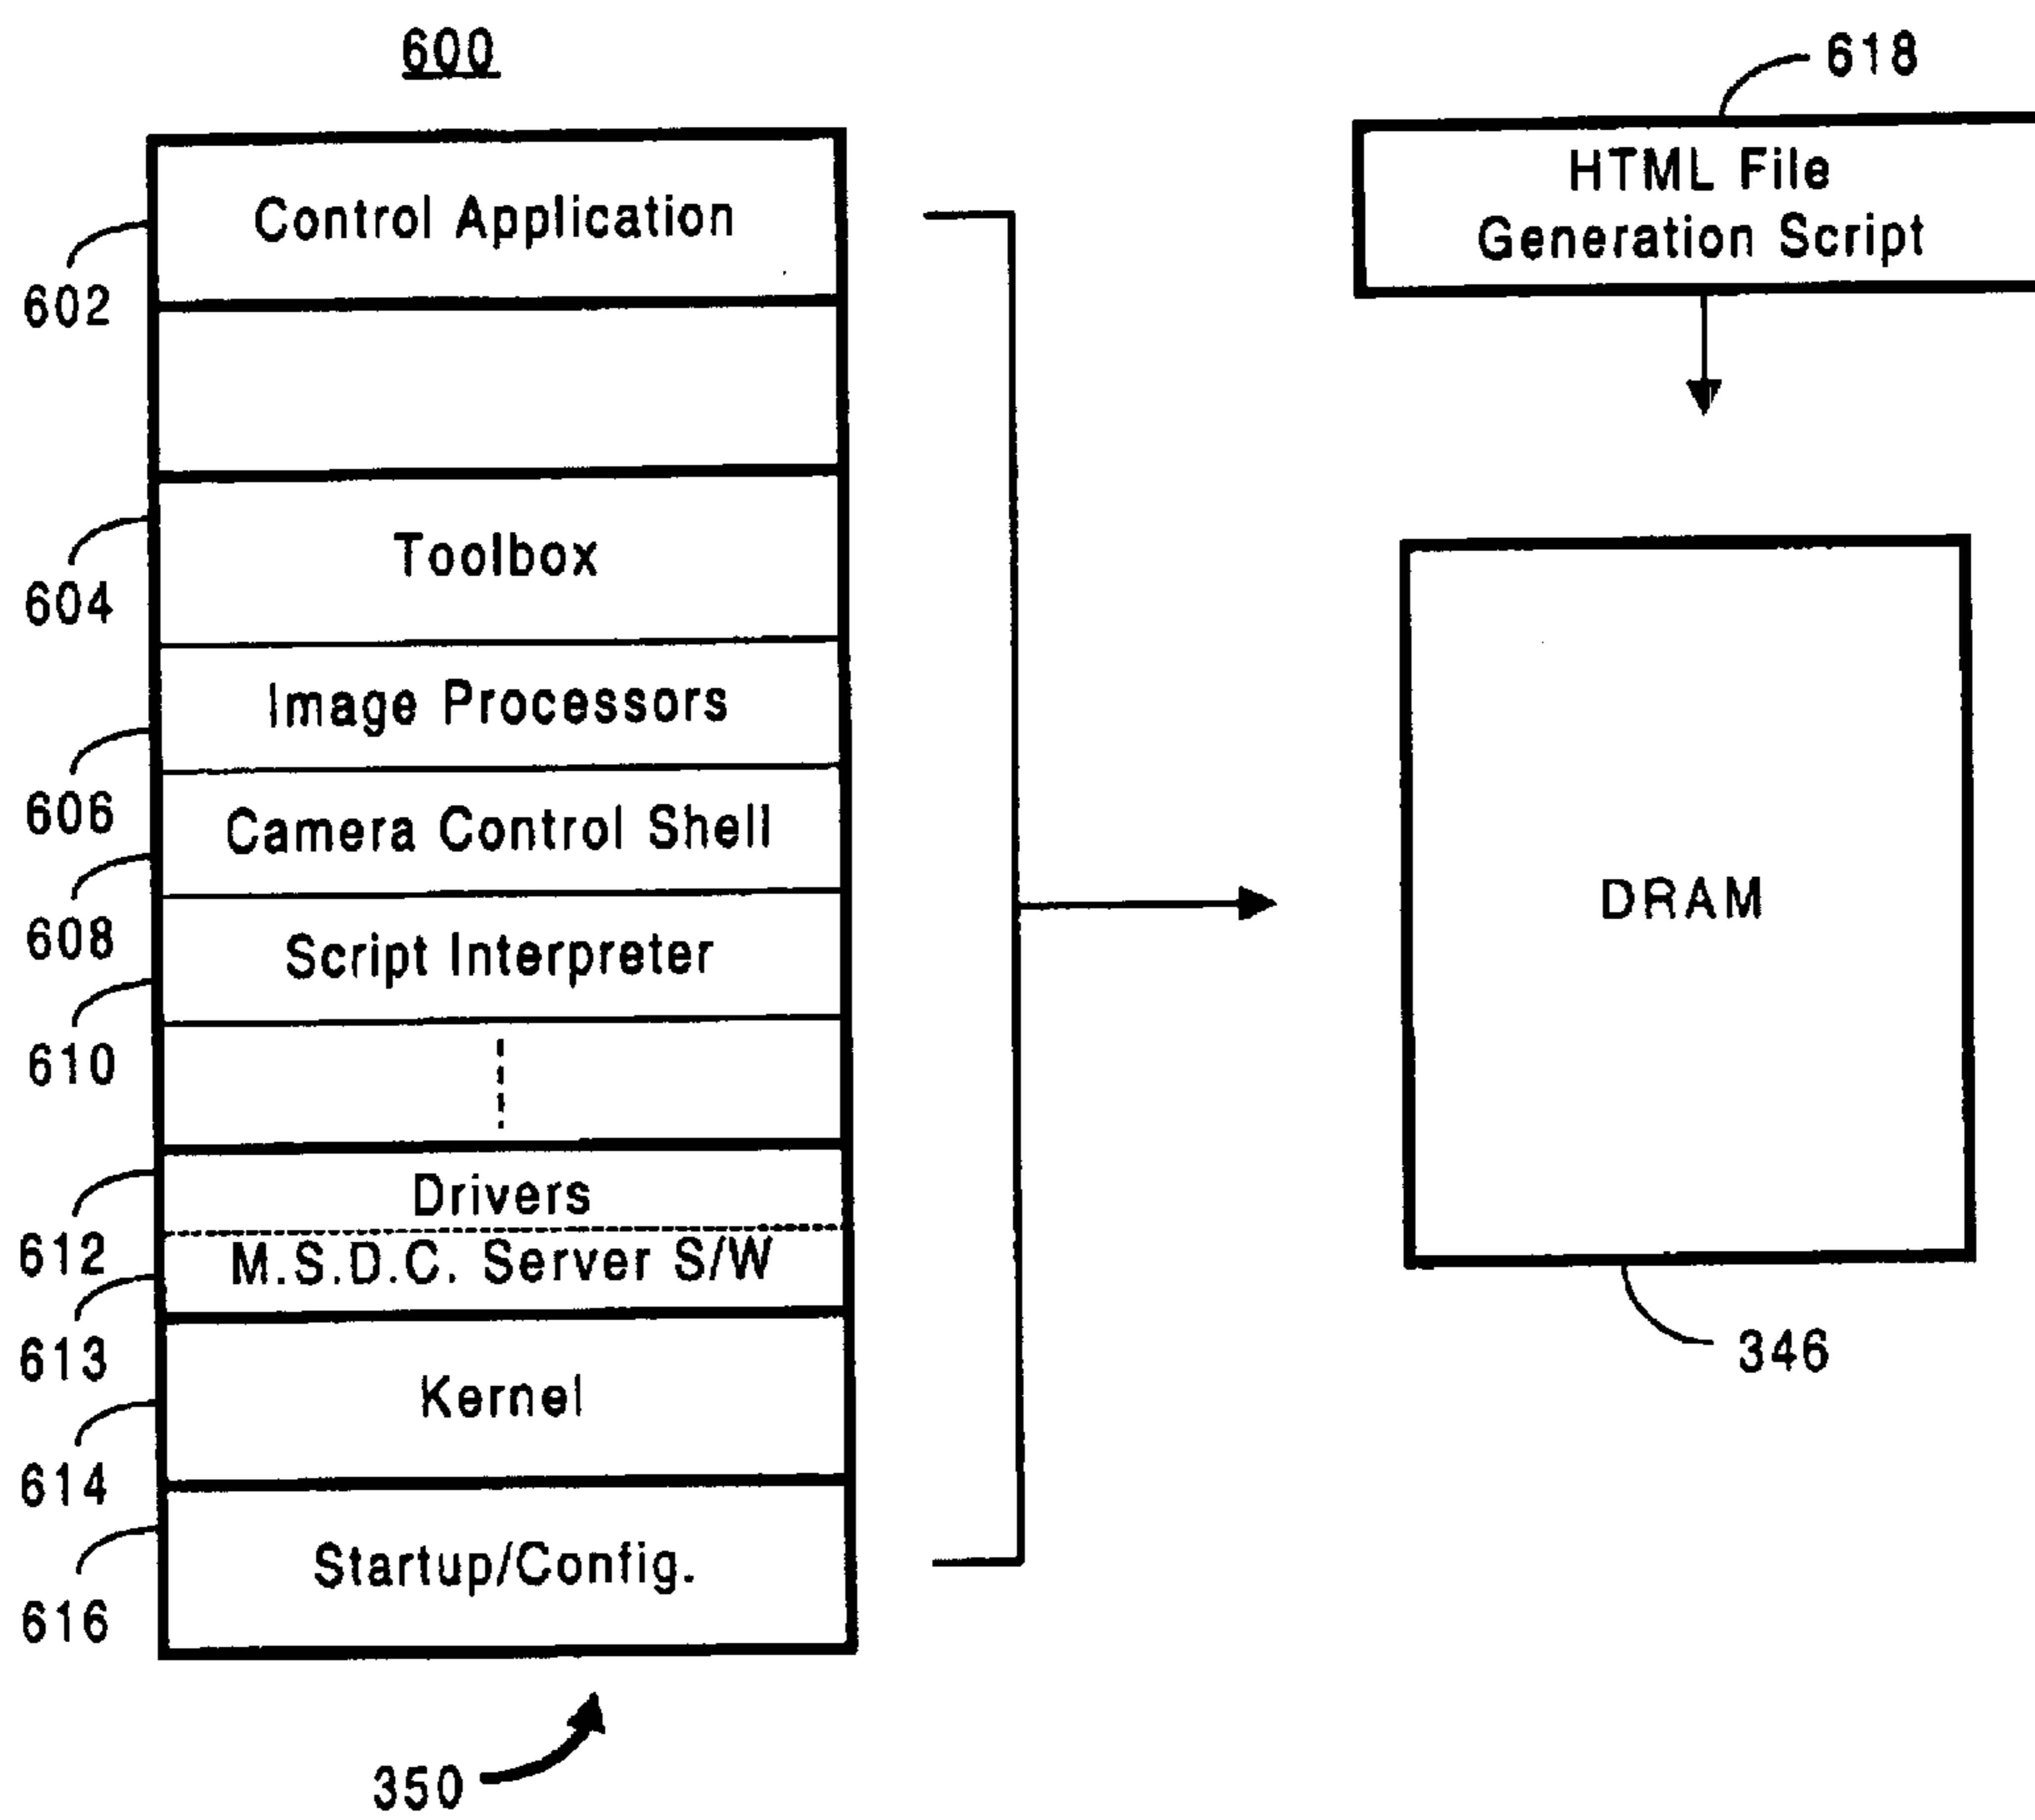 600
618
HTML File
Generation Script
Control Application
602
Toolbox
604
Image Processors
606
Camera Control Shell
608
Script Interpreter
610
Drivers
612
M.S.D.C. Server S/W
613
Kernel
614
Startup/Config.
616
350
DRAM
346